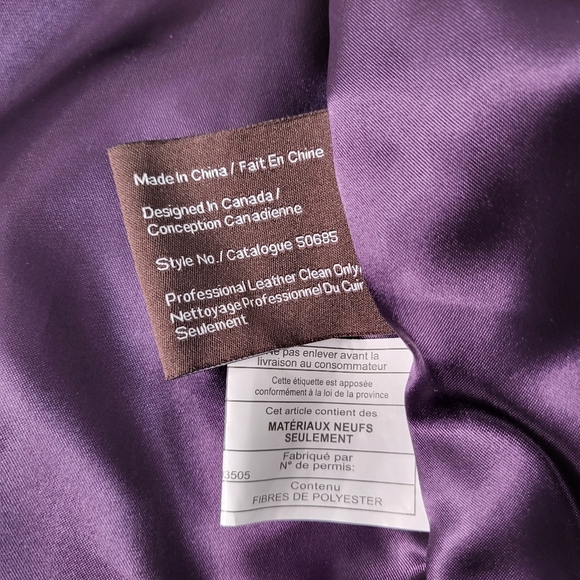 Made In China / Fait En Chine
Designed In Canada /
Conception Canadienne
Style No./ Catalogue 50685
Professional Leather Clean Only/
Nettoyage Professionnel Du Cuir
Seulement
Ne pas enlever avant la
livraison au consommateur
Cette étiquette est apposée
conformément à la loi de la province
Cet article contient des
MATÉRIAUX NEUFS
SEULEMENT
Fabriqué par
N° de permis:
3505
Contenu
FIBRES DE POLYESTER